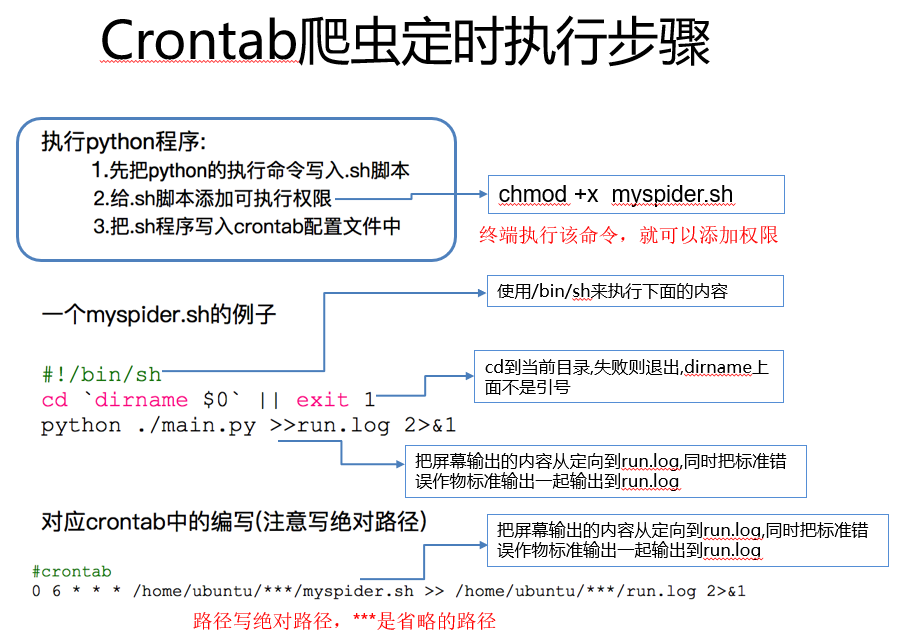 Crontab爬虫定时执行步骤
执行python程序:
1.先把python的执行命令写入.sh脚本
2.给.sh脚本添加可执行权限
3.把.sh程序写入crontab配置文件中
chmod +x  myspider.sh
终端执行该命令，就可以添加权限
使用/bin/sh来执行下面的内容
一个myspider.sh的例子
#!/bin/sh
cd `dirname $0` || exit 1
python ./main.py >>run.log 2>&1
cd到当前目录,失败则退出,dirname上
面不是引号
把屏幕输出的内容从定向到run.log,同时把标准错
误作物标准输出一起输出到run.log
对应crontab中的编写(注意写绝对路径)
把屏幕输出的内容从定向到run.log,同时把标准错
误作物标准输出一起输出到run.log
#crontab
0 6 * * * /home/ubuntu/***/myspider.sh >> /home/ubuntu/***/run.log 2>&1
路径写绝对路径，***是省略的路径